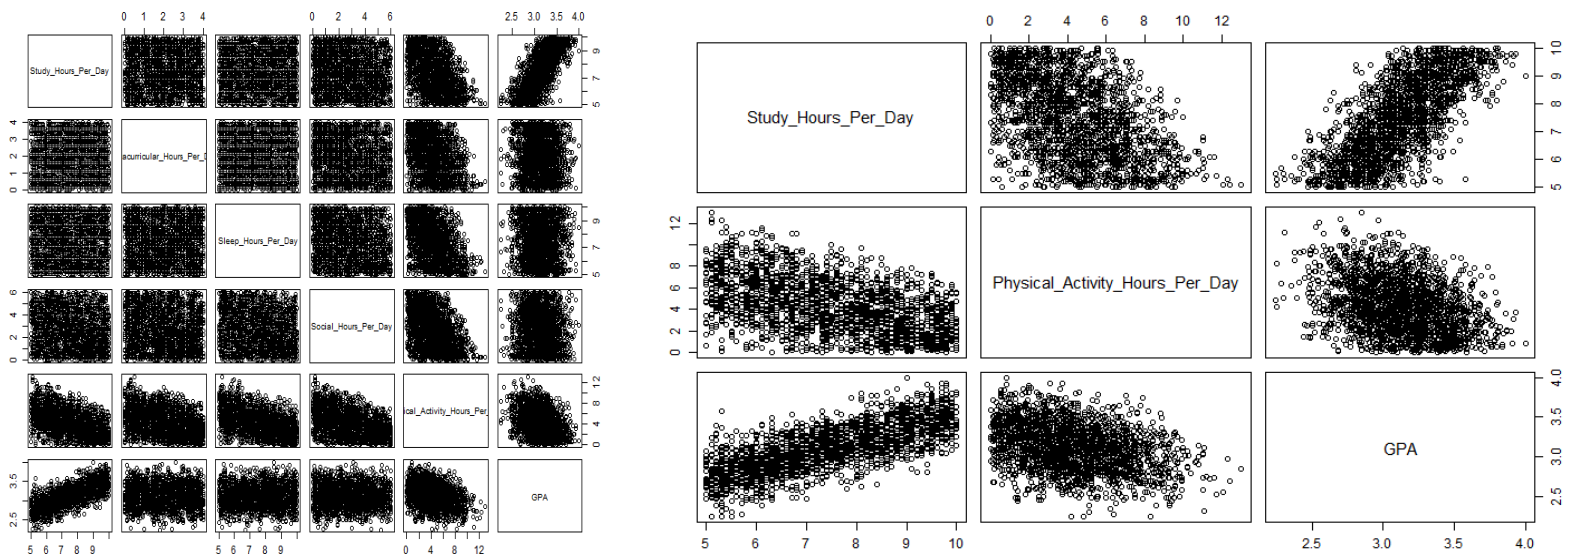 0 1 2 3 4 0 2 4 6 2.5 3.0 3.5 4.0
Study_Hours_Per_Day
9
7
5
4
3
2
1
0
acurricular_Hours_Per_D
Sleep_Hours_Per_Day
9
7
5
6
4
2
0
Social_Hours_Per_Day
ical_Activity_Hours_Per_
12
8
4
0
3.5
2.5
GPA
5 6 7 8 9 5 6 7 8 9 0 4 8 12
0 2 4 6 8 10 12
Study_Hours_Per_Day
10
9
8
7
6
5
12
8
6
4
2
0
Physical_Activity_Hours_Per_Day
GPA
4.0
3.5
3.0
2.5
5 6 7 8 9 10 2.5 3.0 3.5 4.0